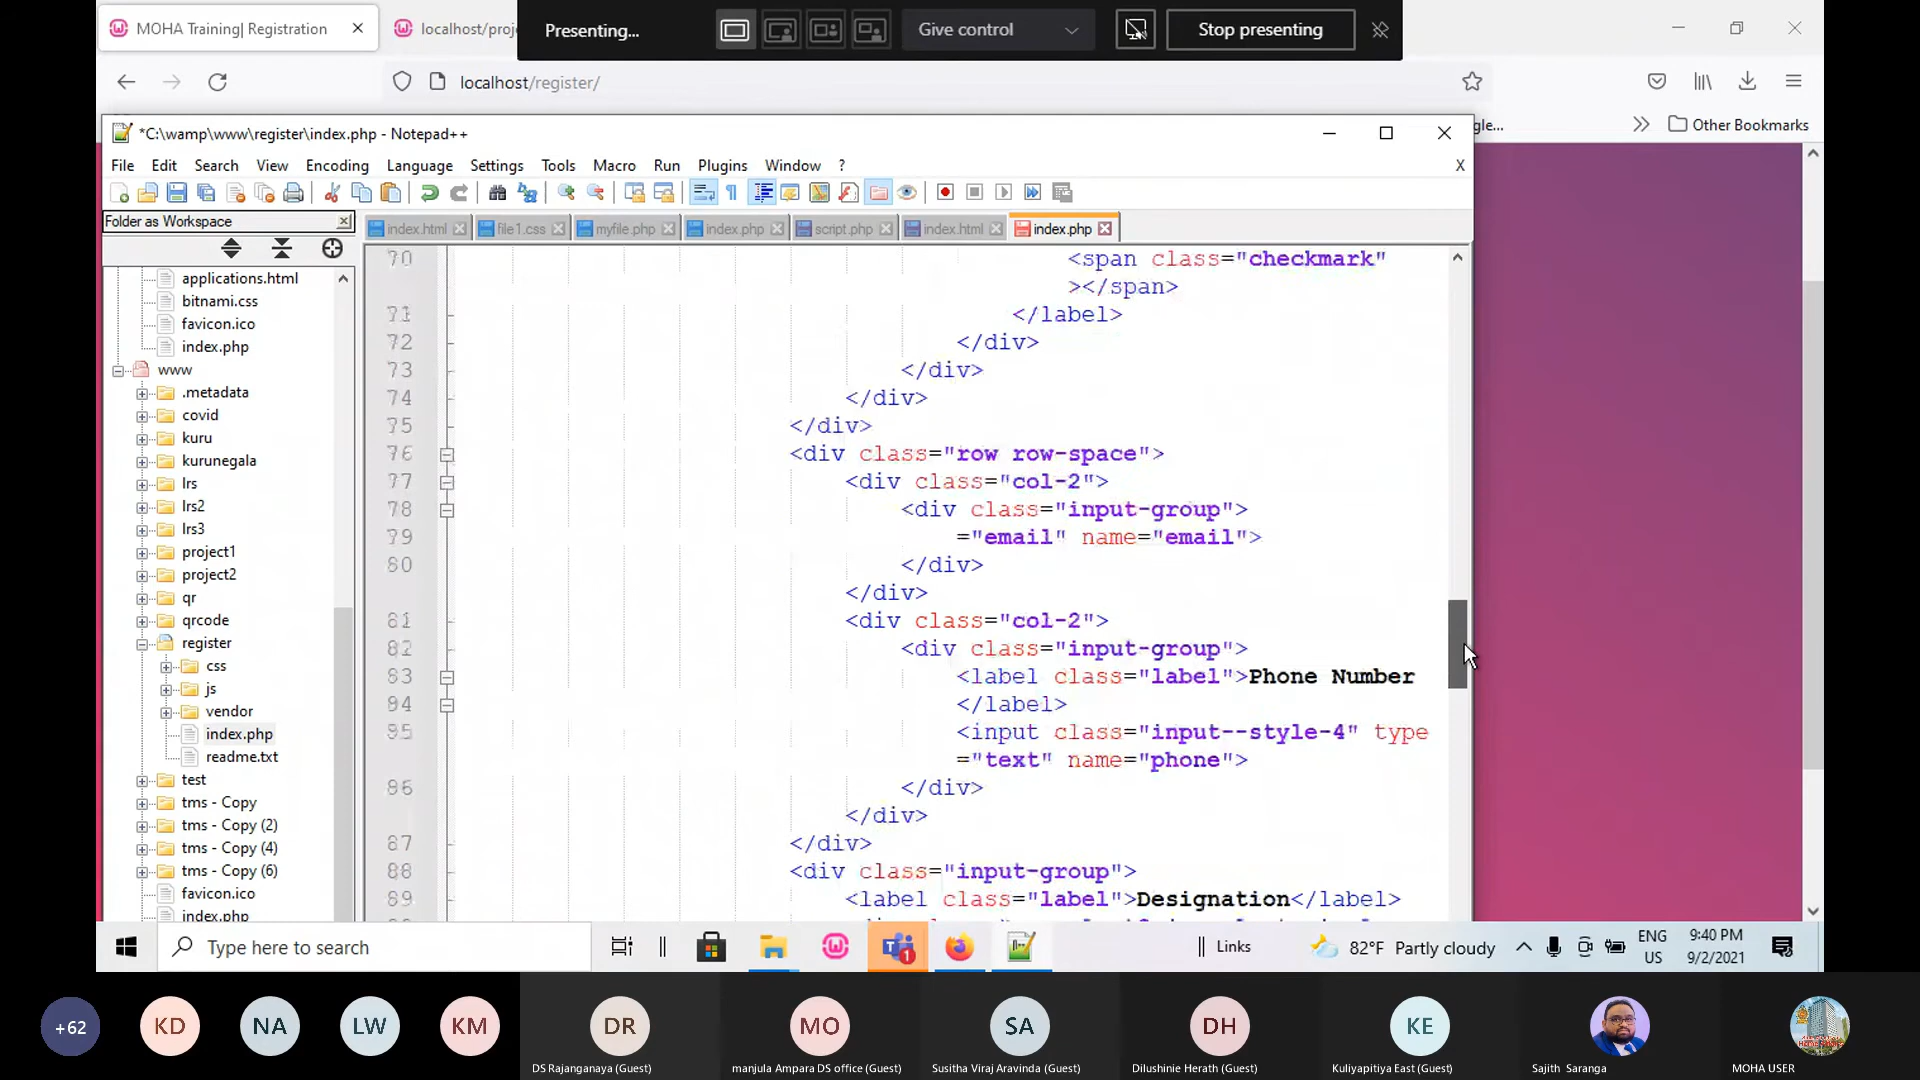 MOHA Training| Registration
localhost/proj
Presenting...
Give control
Stop presenting
localhost/register/
gle...
Other Bookmarks
*C:\wamp\www\register\index.php - Notepad++
File Edit Search View Encoding Language Settings Tools Macro Run Plugins Window ? X
Folder as Workspace
index.html file1.css myfile.php index.php script.php index.html index.php
applications.html
bitnami.css
favicon.ico
index.php
www
.metadata
covid
kuru
kurunegala
lrs
lrs2
lrs3
project1
project2
qr
qrcode
register
css
js
vendor
index.php
readme.txt
test
tms - Copy
tms - Copy (2)
tms - Copy (4)
tms - Copy (6)
favicon.ico
index.php
70 <span class="checkmark"
></span>
71 </label>
72 </div>
73 </div>
74 </div>
75 </div>
76 <div class="row row-space">
77 <div class="col-2">
78 <div class="input-group">
79 ="email" name="email">
80 </div>
</div>
81 <div class="col-2">
82 <div class="input-group">
83 <label class="label">Phone Number
</label>
<input class="input--style-4" type
="text" name="phone">
86 </div>
</div>
87 </div>
88 <div class="input-group">
89 <label class="label">Designation</label>
Type here to search
Links
82°F Partly cloudy
ENG
US
9:40 PM
9/2/2021
+62
KD
NA
LW
KM
DR
MO
SA
DH
KE
DS Rajanganaya (Guest)
manjula Ampara DS office (Guest)
Susitha Viraj Aravinda (Guest)
Dilushinie Herath (Guest)
Kuliyapitiya East (Guest)
Sajith Saranga
MOHA USER